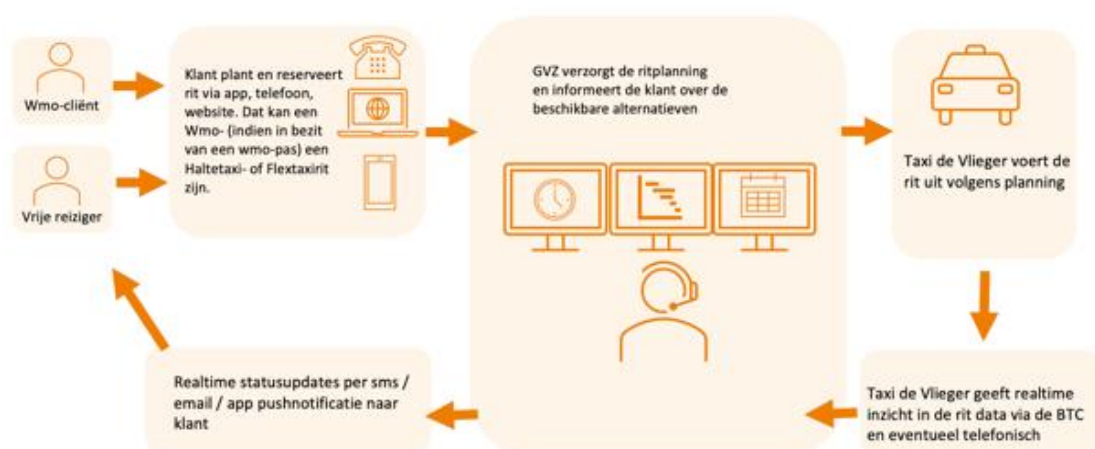 Wmo-cliënt
Vrije reiziger
Klant plant en reserveert
rit via app, telefoon,
website. Dat kan een
Wmo- (indien in bezit
van een wmo-pas) een
Haltetaxi- of Flextaxirit
zijn.
GVZ verzorgt de ritplanning
en informeert de klant over de
beschikbare alternatieven
Taxi de Vlieger voert de
rit uit volgens planning
Taxi de Vlieger geeft realtime
inzicht in de rit data via de BTC
en eventueel telefonisch
Realtime statusupdates per sms /
email / app pushnotificatie naar
klant